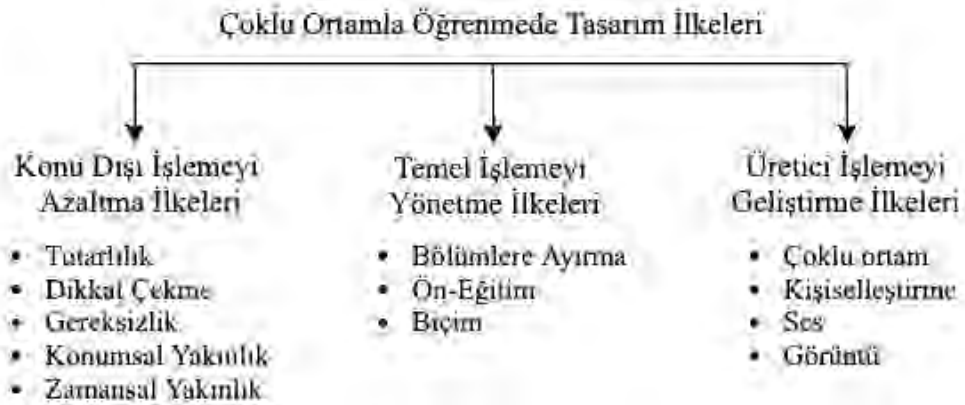 Çoklu Ortamla Öğrenmede Tasarım İlkeleri
Konu Dışı İşlemeyi
Azaltma İlkeleri
• Tutarlılık
• Dikkat Çekme
• Gereksizlik
• Konumsal Yakınlık
• Zamansal Yakınlık
Temel İşlemeyi
Yönetme İlkeleri
• Bölümlere Ayırma
• Ön-Eğitim
• Biçim
Üretici İşlemeyi
Geliştirme İlkeleri
• Çoklu ortam
• Kişiselleştirme
• Ses
• Görüntü